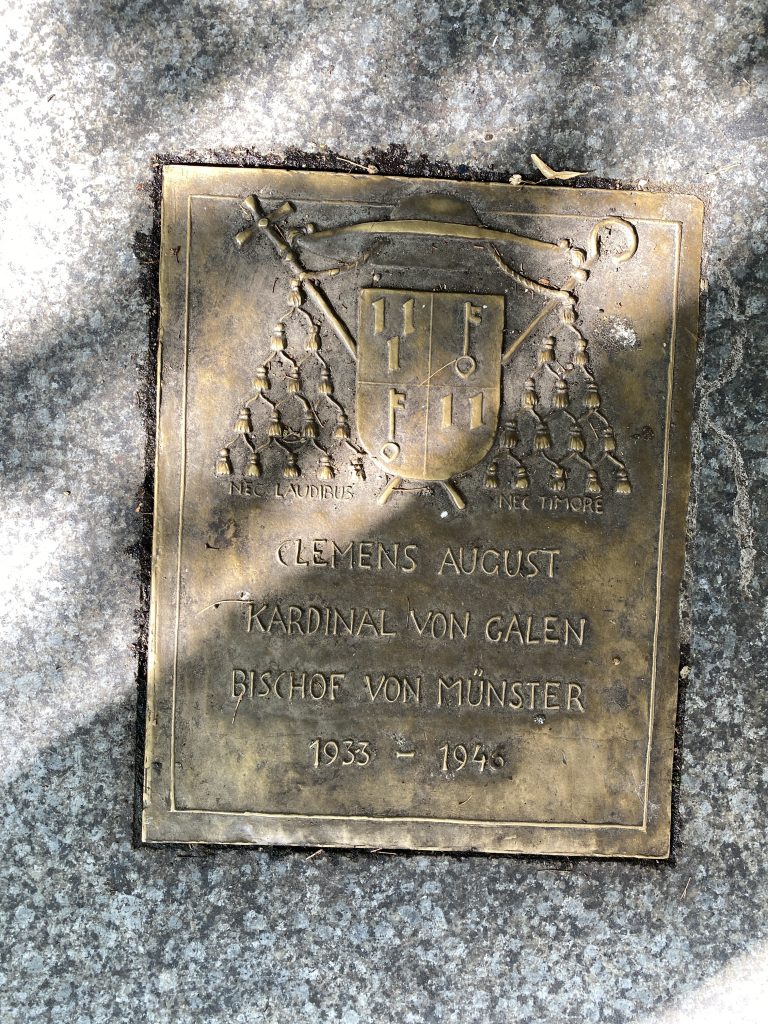 NEC LAUDIBUS
NEC TIMORE
CLEMENS AUGUST
KARDINAL VON GALEN
BISCHOF VON MÜNSTER
1933 – 1946